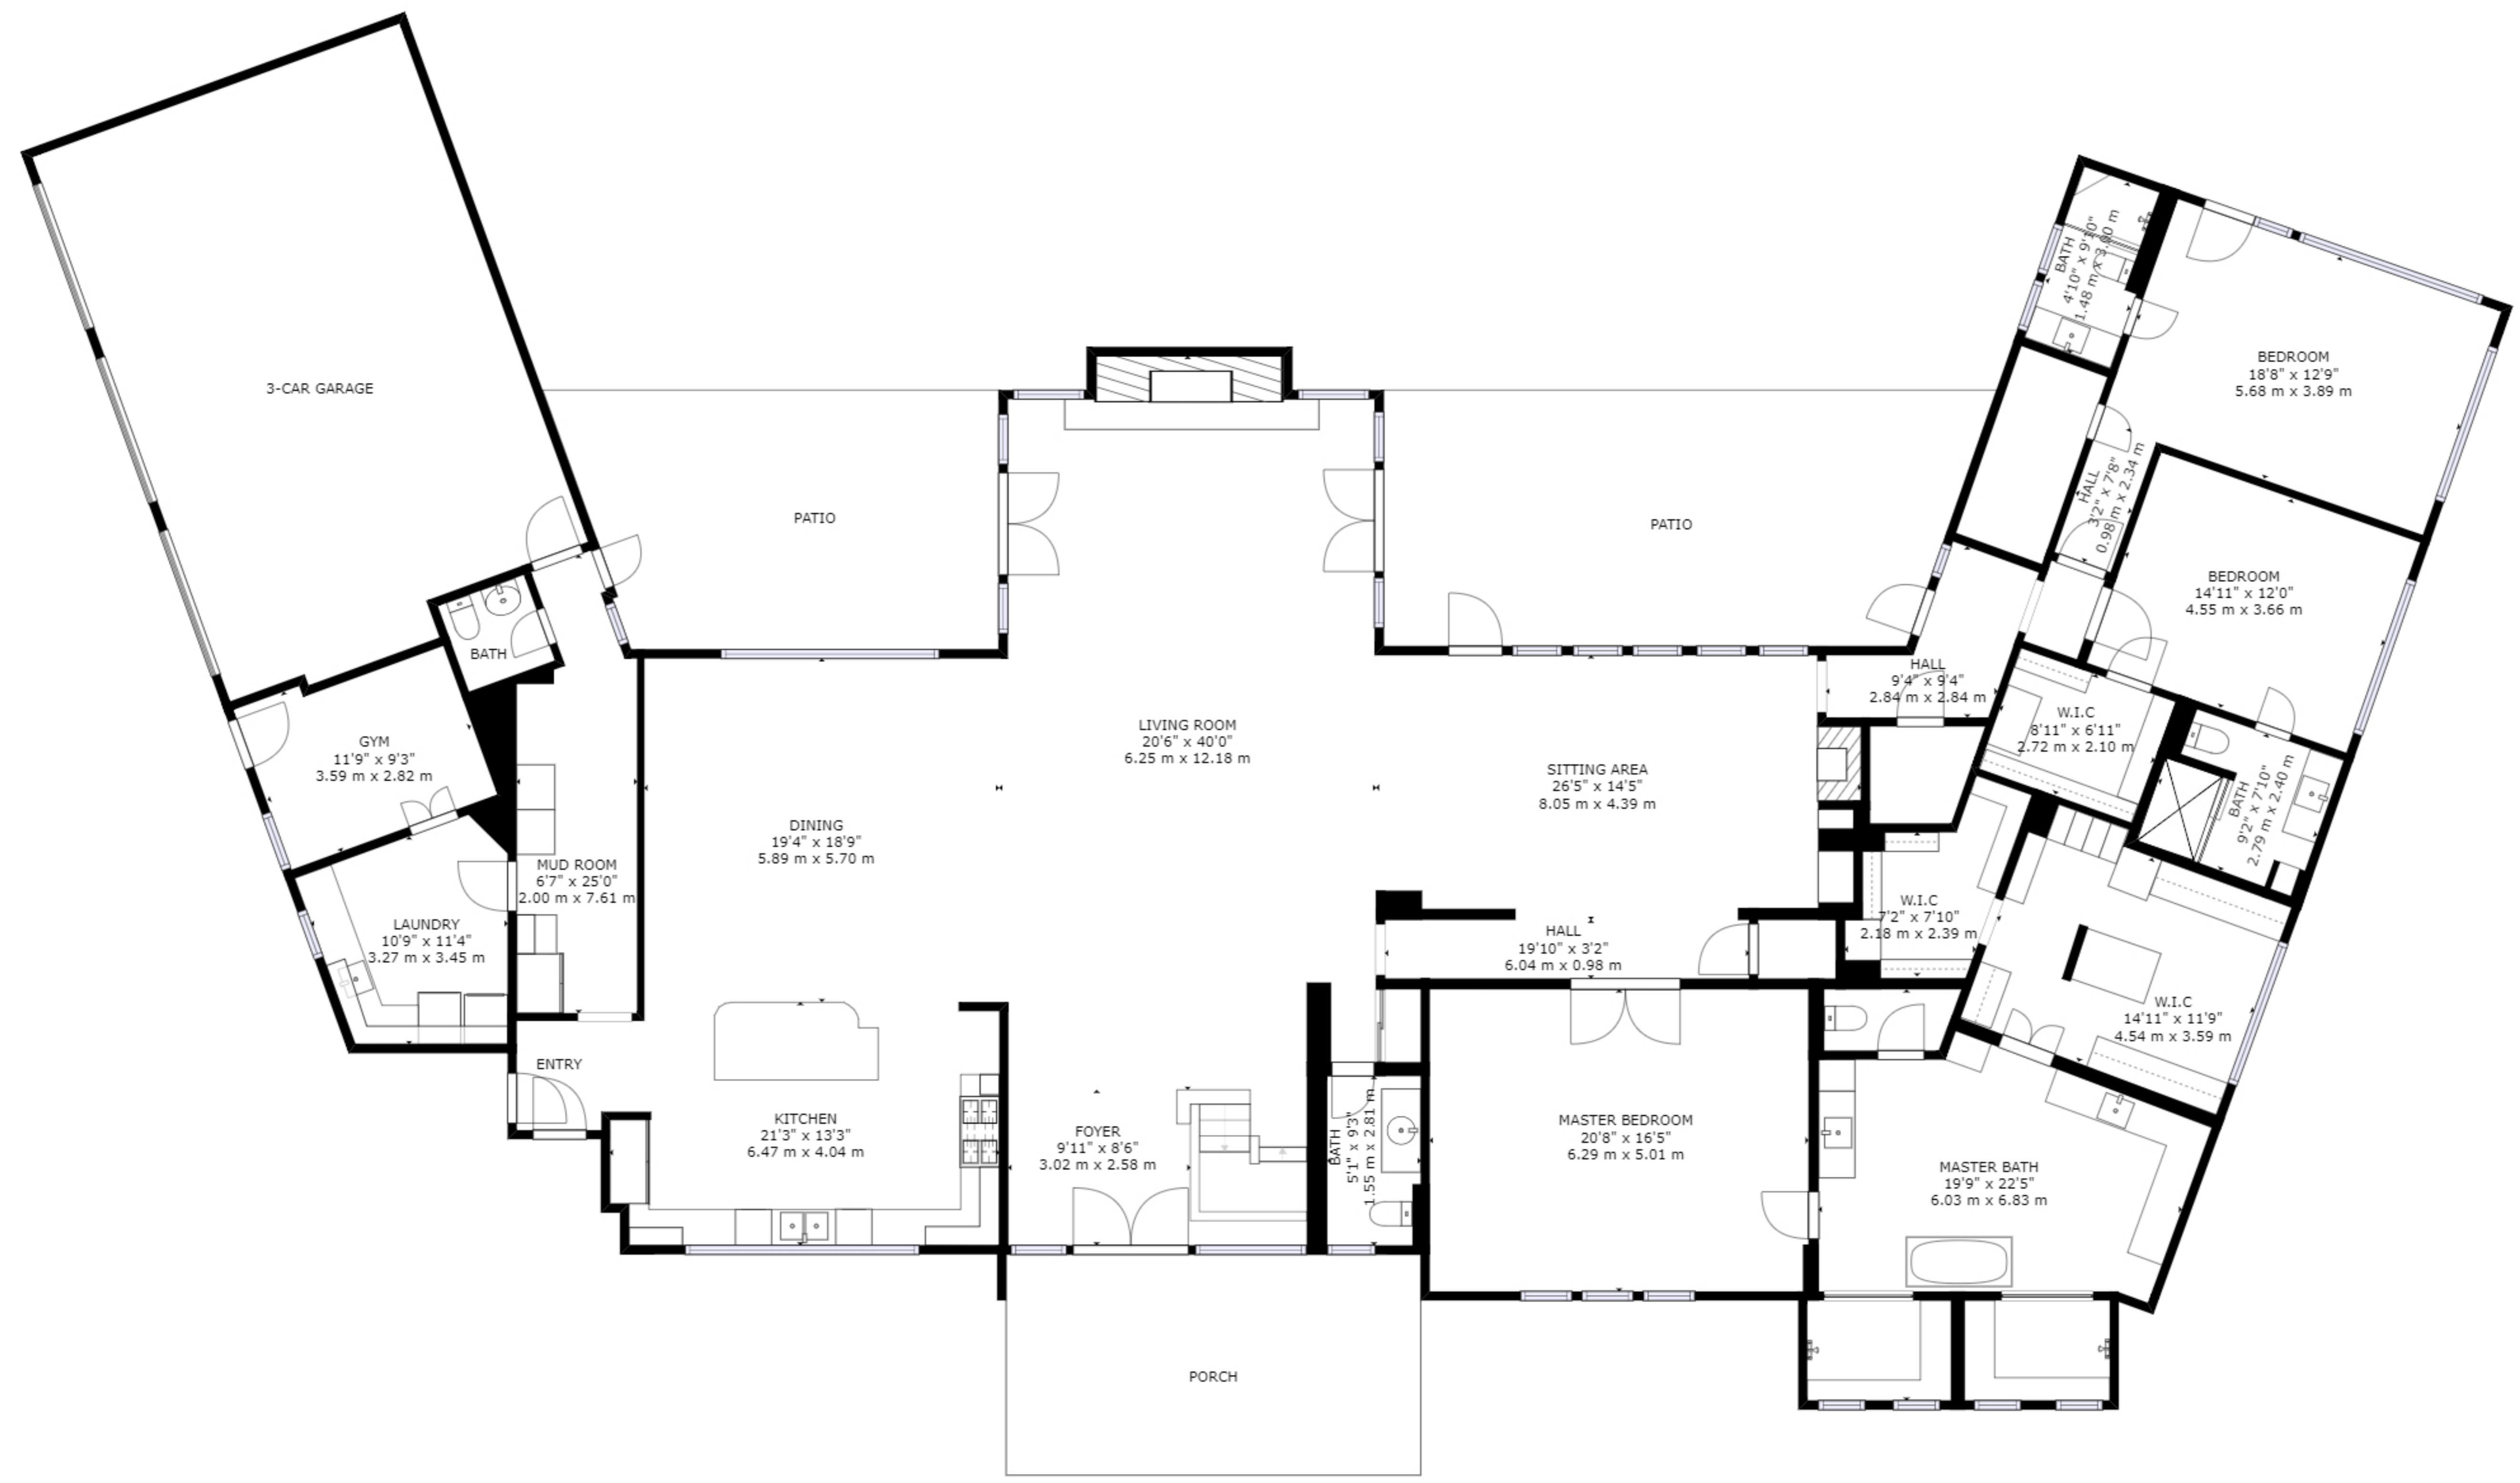 3-CAR GARAGE
PATIO
PATIO
BATH
4'10" x 9'10"
1.48 m x 3.00 m
BEDROOM
18'8" x 12'9"
5.68 m x 3.89 m
HALL
3'2" x 7'8"
0.98 m x 2.34 m
BEDROOM
14'11" x 12'0"
4.55 m x 3.66 m
BATH
GYM
11'9" x 9'3"
3.59 m x 2.82 m
LIVING ROOM
20'6" x 40'0"
6.25 m x 12.18 m
HALL
9'4" x 9'4"
2.84 m x 2.84 m
W.I.C
8'11" x 6'11"
2.72 m x 2.10 m
SITTING AREA
26'5" x 14'5"
8.05 m x 4.39 m
BATH
9'2" x 7'10"
2.79 m x 2.40 m
DINING
19'4" x 18'9"
5.89 m x 5.70 m
MUD ROOM
6'7" x 25'0"
2.00 m x 7.61 m
LAUNDRY
10'9" x 11'4"
3.27 m x 3.45 m
HALL
19'10" x 3'2"
6.04 m x 0.98 m
W.I.C
7'2" x 7'10"
2.18 m x 2.39 m
W.I.C
14'11" x 11'9"
4.54 m x 3.59 m
ENTRY
KITCHEN
21'3" x 13'3"
6.47 m x 4.04 m
FOYER
9'11" x 8'6"
3.02 m x 2.58 m
BATH
5'1" x 9'3"
1.55 m x 2.81 m
MASTER BEDROOM
20'8" x 16'5"
6.29 m x 5.01 m
MASTER BATH
19'9" x 22'5"
6.03 m x 6.83 m
PORCH